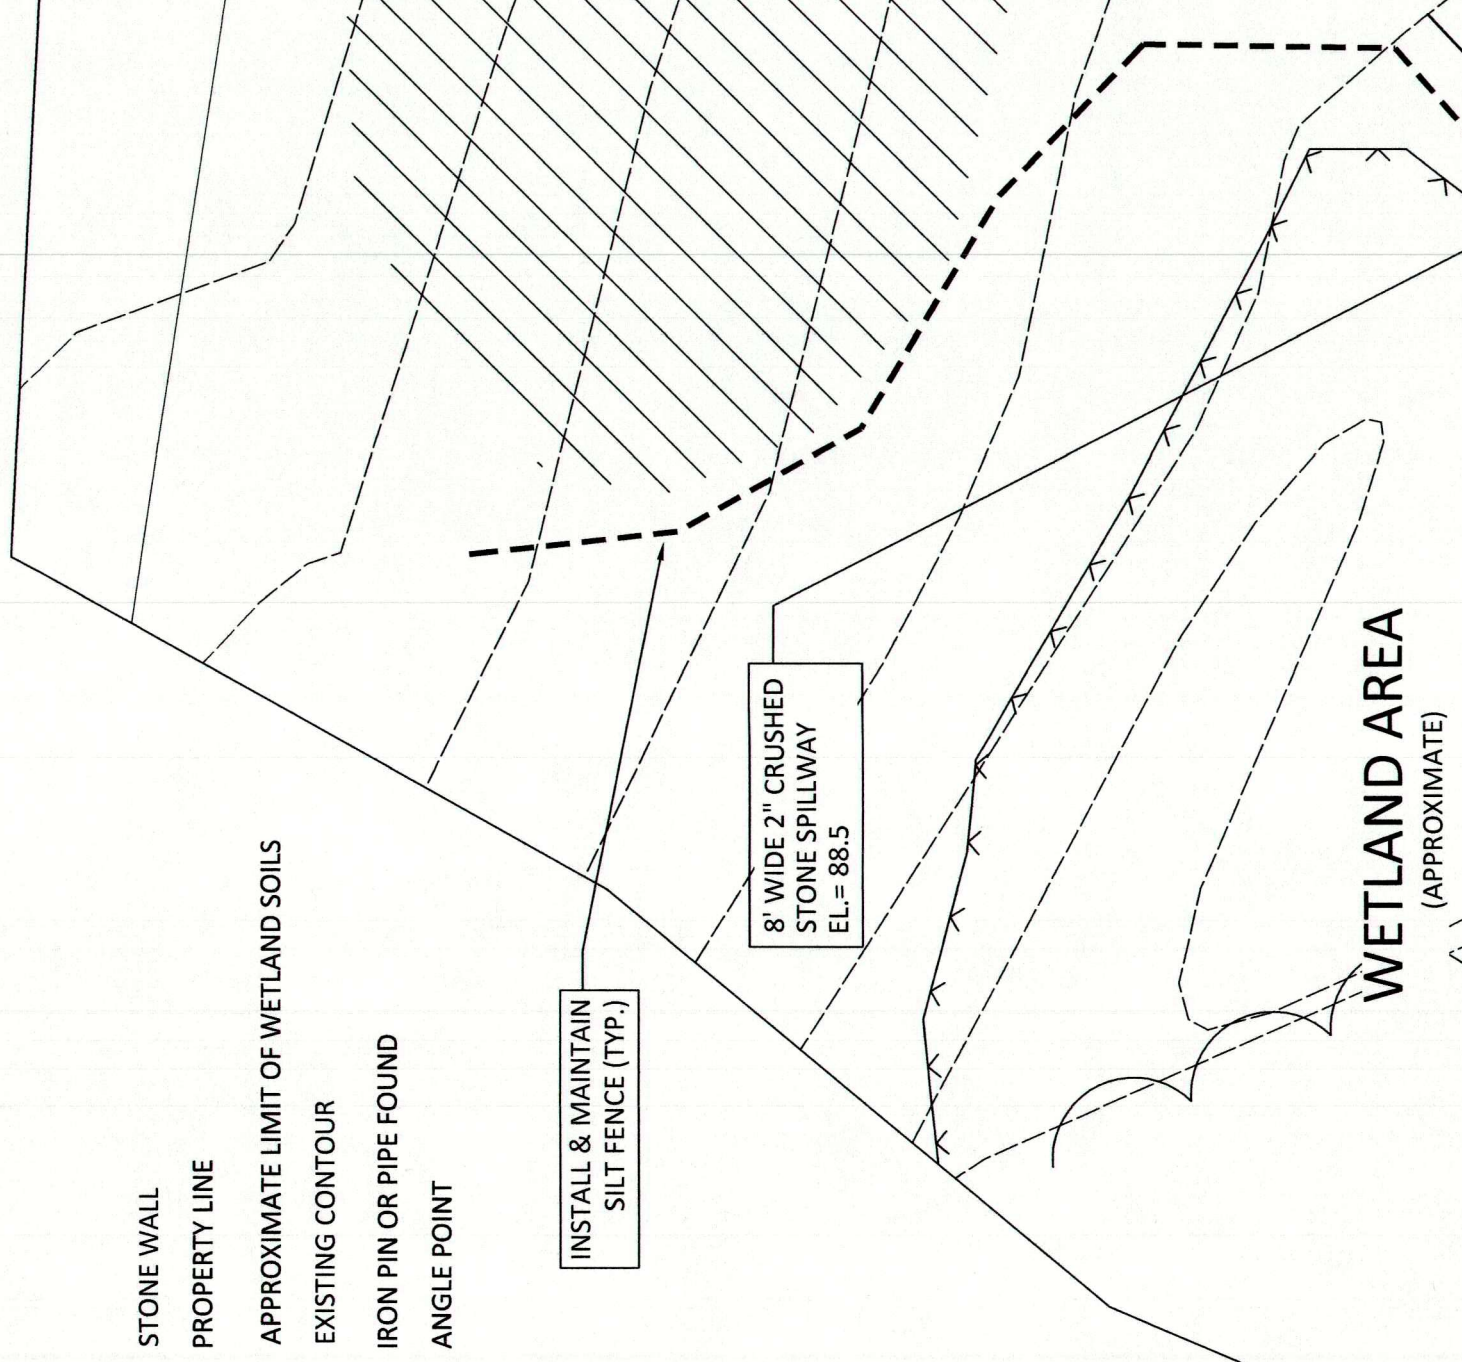 STONE WALL
PROPERTY LINE
APPROXIMATE LIMIT OF WETLAND SOILS
EXISTING CONTOUR
IRON PIN OR PIPE FOUND
ANGLE POINT
INSTALL & MAINTAIN
SILT FENCE (TYP.)
8' WIDE 2" CRUSHED
STONE SPILLWAY
EL.= 88.5
WETLAND AREA
(APPROXIMATE)